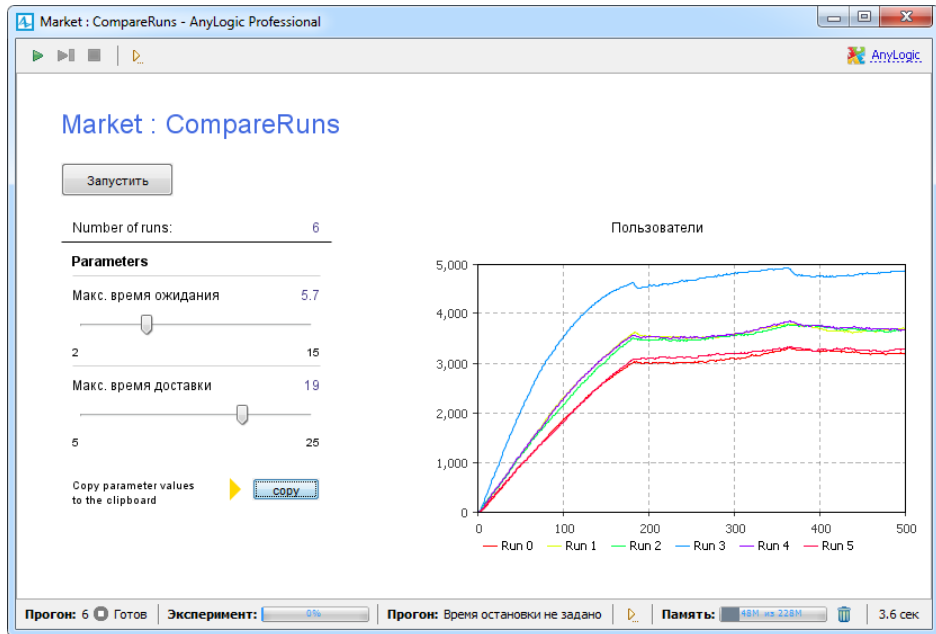 Market : CompareRuns - AnyLogic Professional
AnyLogic
Market : CompareRuns
Запустить
Number of runs: 6
Parameters
Макс. время ожидания 5.7
2 15
Макс. время доставки 19
5 25
Copy parameter values
to the clipboard
copy
Пользователи
5,000
4,000
3,000
2,000
1,000
0
0 100 200 300 400 500
Run 0 Run 1 Run 2 Run 3 Run 4 Run 5
Прогон: 6 Готов Эксперимент: 0% Прогон: Время остановки не задано Память: 48M из 228M 3.6 сек